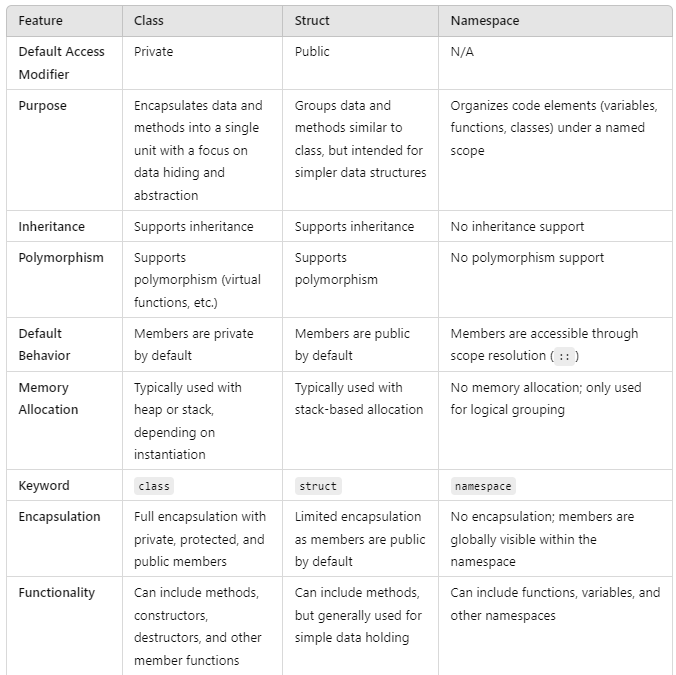 Feature Class Struct Namespace
Default Access Modifier Private Public N/A
Purpose Encapsulates data and methods into a single unit with a focus on data hiding and abstraction Groups data and methods similar to class, but intended for simpler data structures Organizes code elements (variables, functions, classes) under a named scope
Inheritance Supports inheritance Supports inheritance No inheritance support
Polymorphism Supports polymorphism (virtual functions, etc.) Supports polymorphism No polymorphism support
Default Behavior Members are private by default Members are public by default Members are accessible through scope resolution ( :: )
Memory Allocation Typically used with heap or stack, depending on instantiation Typically used with stack-based allocation No memory allocation; only used for logical grouping
Keyword class struct namespace
Encapsulation Full encapsulation with private, protected, and public members Limited encapsulation as members are public by default No encapsulation; members are globally visible within the namespace
Functionality Can include methods, constructors, destructors, and other member functions Can include methods, but generally used for simple data holding Can include functions, variables, and other namespaces